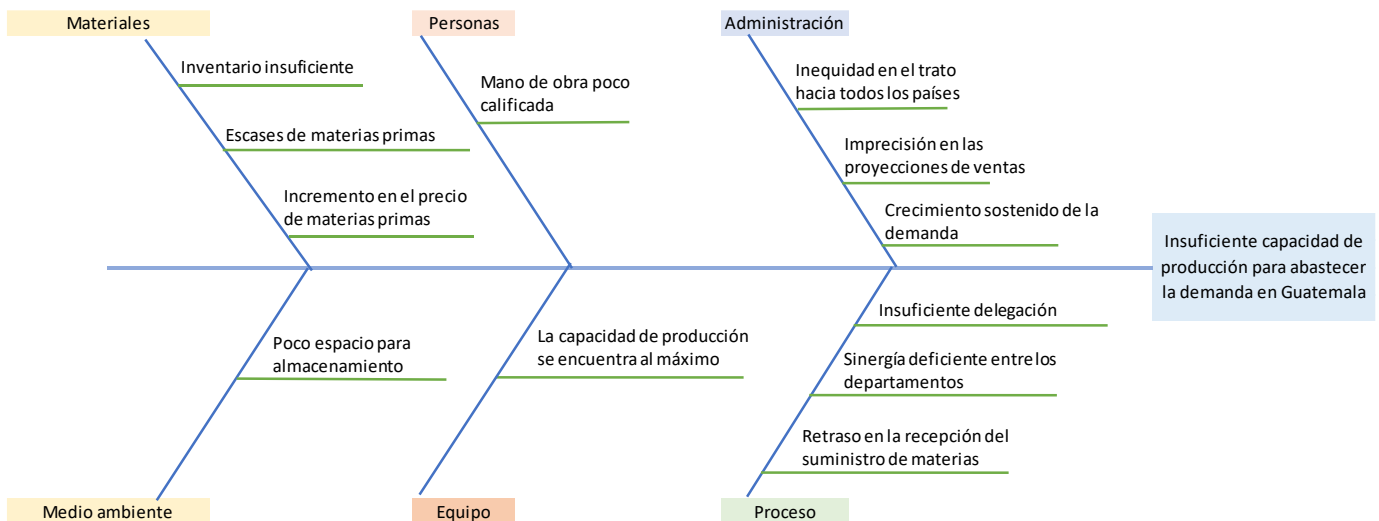 Materiales
Inventario insuficiente
Escases de materias primas
Incremento en el precio
de materias primas
Personas
Mano de obra poco
calificada
Administración
Inequidad en el trato
hacia todos los países
Imprecisión en las
proyecciones de ventas
Crecimiento sostenido de la
demanda
Insuficiente capacidad de
producción para abastecer
la demanda en Guatemala
Poco espacio para
almacenamiento
Medio ambiente
La capacidad de producción
se encuentra al máximo
Equipo
Insuficiente delegación
Sinergía deficiente entre los
departamentos
Retraso en la recepción del
suministro de materias
Proceso